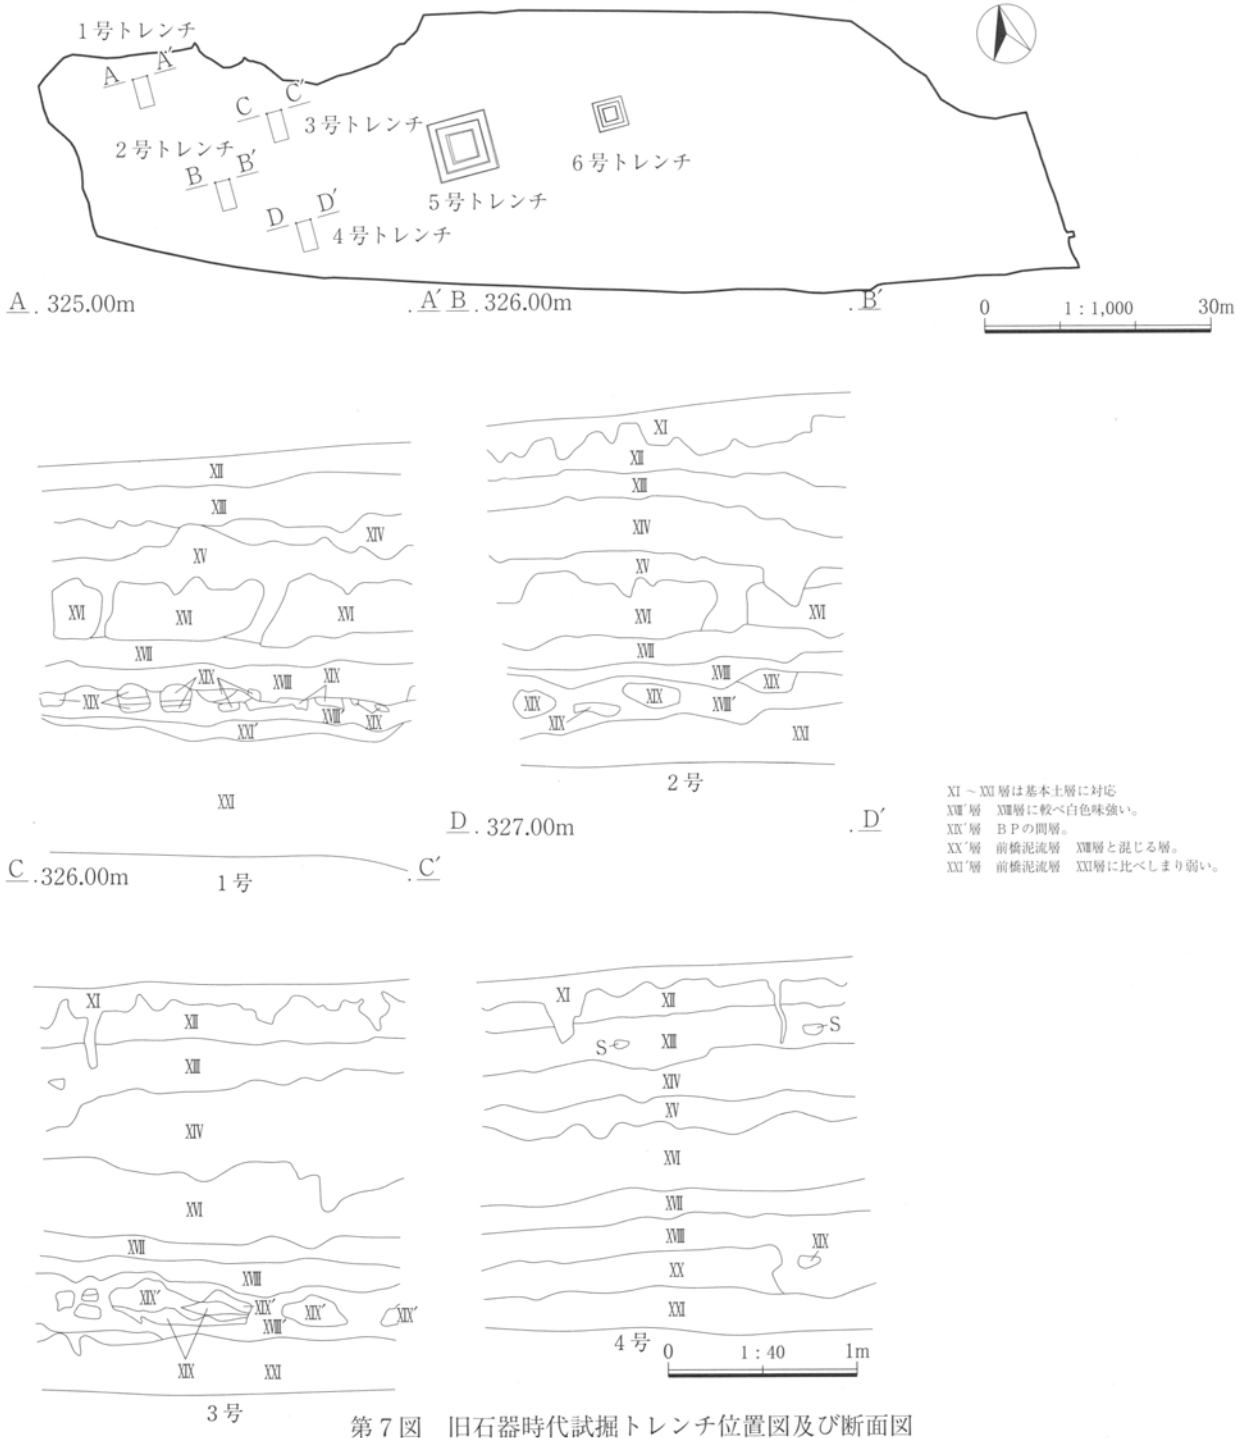 1号トレンチ
A A′
C C′
3号トレンチ
2号トレンチ
B B′
D D′
4号トレンチ
5号トレンチ
6号トレンチ
A . 325.00m . A′
B . 326.00m . B′
0 1:1,000 30m
XII
XIII
XIV
XV
XVI XVI XVI
XVII
XIX XVIII XIX
XIX XVIII′ XIX
XXI′
XXI
1号
XI
XII
XIII
XIV
XV
XVI XVI
XVII
XVIII XIX
XIX XIX XVIII′
XXI
2号
XI~XXI層は基本土層に対応
XVIII′層 XVIII層に較べ白色味強い。
XIX′層 BPの間層。
XX′層 前橋泥流層 XVIII層と混じる層。
XXI′層 前橋泥流層 XXI層に比べしまり弱い。
C . 326.00m . C′
D . 327.00m . D′
XI
XII
XIII
XIV
XVI
XVII
XVIII
XIX′ XIX′ XIX′ XIX′
XVIII′
XIX XXI
3号
XI XII
S XIII S
XIV
XV
XVI
XVII
XVIII XIX
XX
XXI
4号
0 1:40 1m
第7図 旧石器時代試掘トレンチ位置図及び断面図